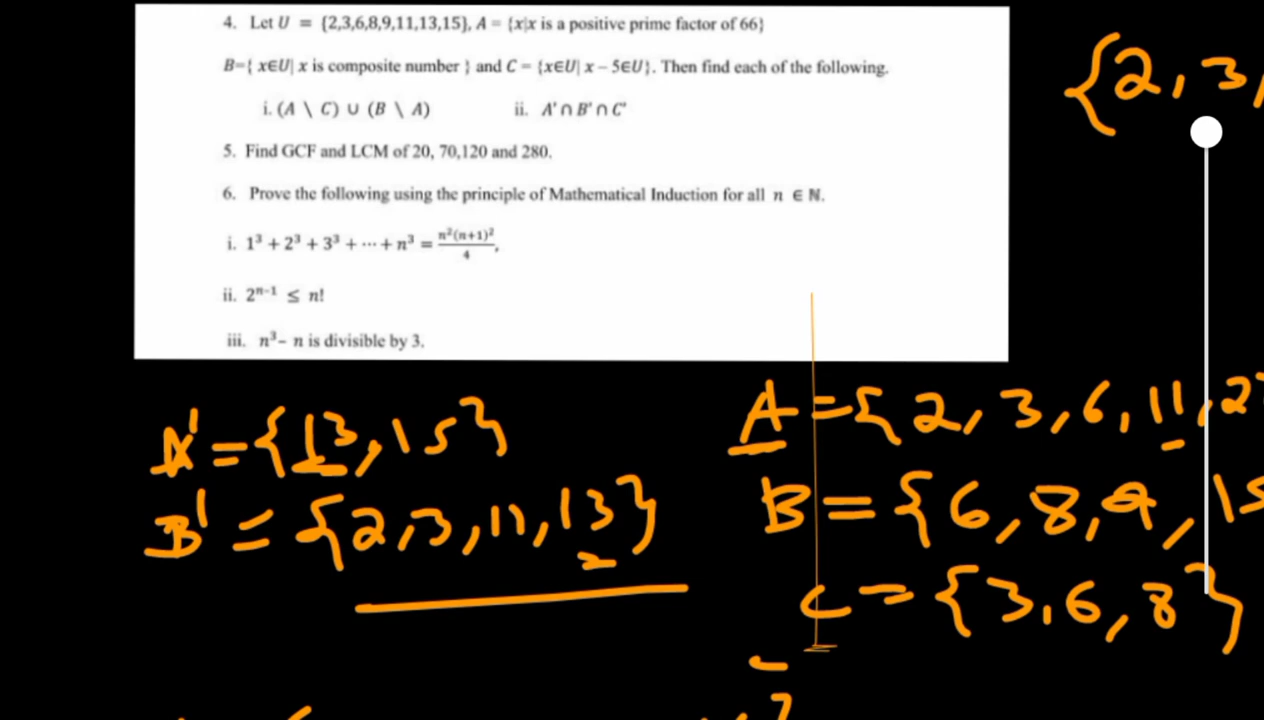 4. Let U = {2,3,6,8,9,11,13,15}, A = {x|x is a positive prime factor of 66}
B={ x∈U| x is composite number } and C = {x∈U| x – 5∈U}. Then find each of the following.
i. (A \ C) ∪ (B \ A) ii. A' ∩ B' ∩ C'
5. Find GCF and LCM of 20, 70,120 and 280.
6. Prove the following using the principle of Mathematical Induction for all n ∈ ℕ.
i. 1³ + 2³ + 3³ + ⋯ + n³ = n²(n+1)²/4,
ii. 2ⁿ⁻¹ ≤ n!
iii. n³– n is divisible by 3.
{2,3,
A' = {13,15}
B' = {2,3,11,13}
A = {2,3,6,11,2
B = {6,8,9,15
C = {3,6,8}